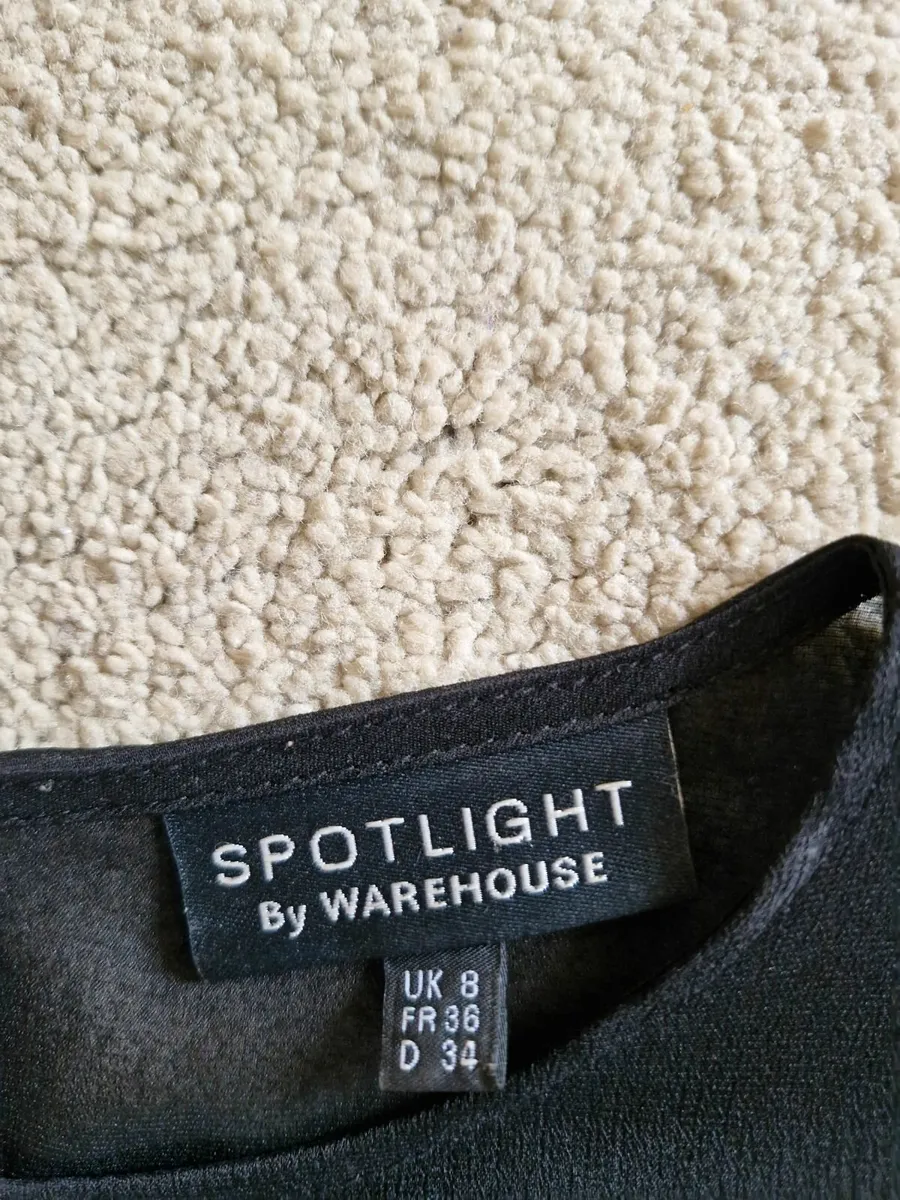 SPOTLIGHT
By WAREHOUSE
UK 8
FR 36
D 34